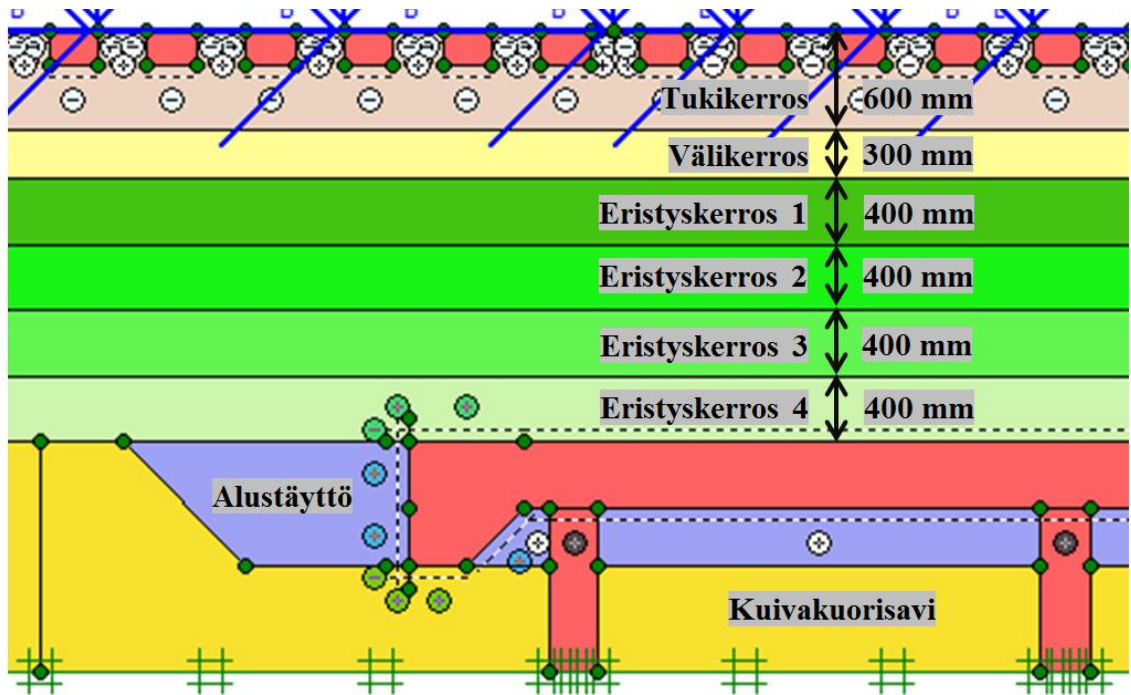 Tukikerros 600 mm
Välikerros 300 mm
Eristyskerros 1 400 mm
Eristyskerros 2 400 mm
Eristyskerros 3 400 mm
Eristyskerros 4 400 mm
Alustäyttö
Kuivakuorisavi